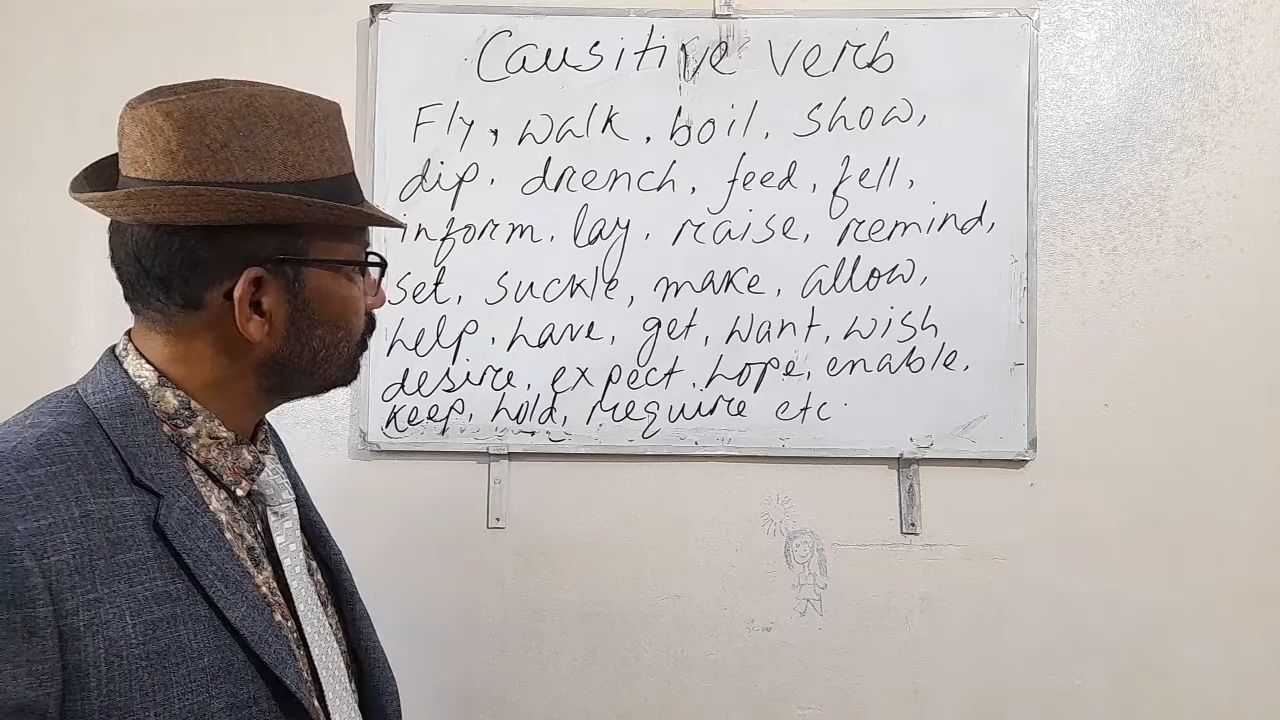 Causitive verb
Fly, walk, boil, show,
dip, drench, feed, fell,
inform, lay, raise, remind,
set, suckle, make, allow,
help, have, get, want, wish
desire, expect, hope, enable,
keep, hold, require etc.